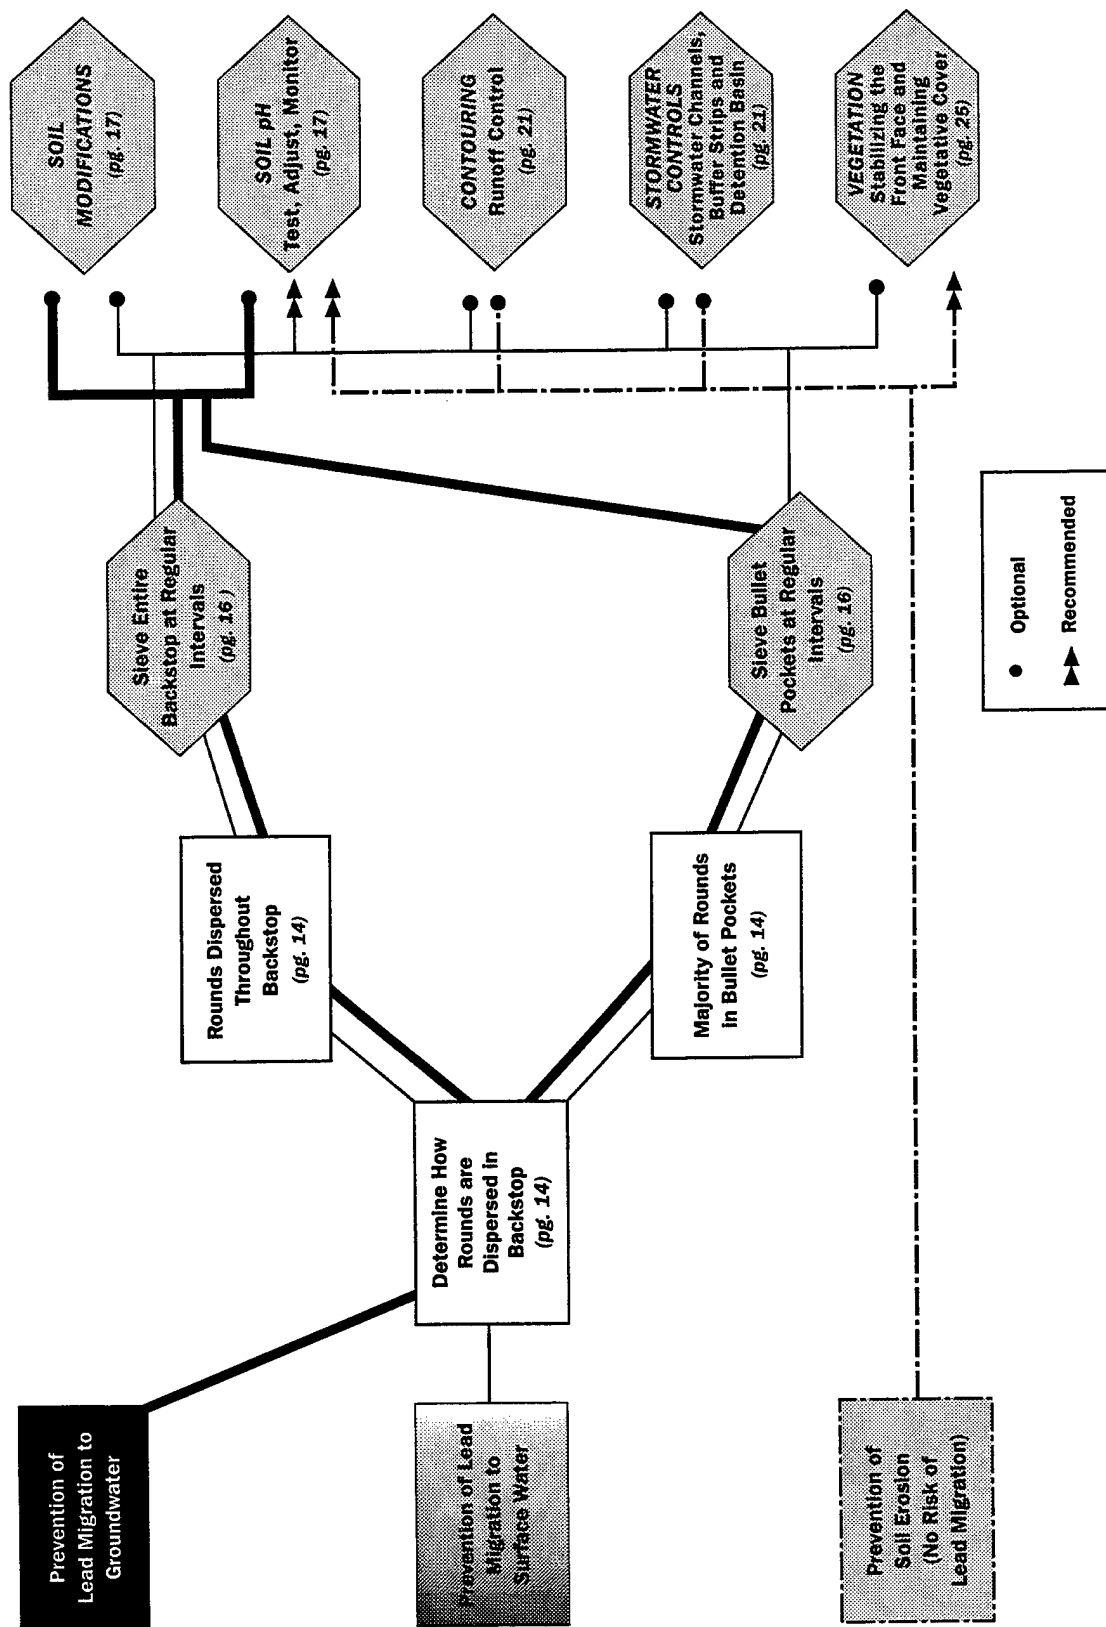 Prevention of
Lead Migration to
Groundwater
Prevention of Lead
Migration to
Surface Water
Prevention of
Soil Erosion
(No Risk of
Lead Migration)
Determine How
Rounds are
Dispersed in
Backstop
(pg. 14)
Rounds Dispersed
Throughout
Backstop
(pg. 14)
Majority of Rounds
in Bullet Pockets
(pg. 14)
Sieve Entire
Backstop at Regular
Intervals
(pg. 16 )
Sieve Bullet
Pockets at Regular
Intervals
(pg. 16)
SOIL
MODIFICATIONS
(pg. 17)
SOIL pH
Test, Adjust, Monitor
(pg. 17)
CONTOURING
Runoff Control
(pg. 21)
STORMWATER
CONTROLS
Stormwater Channels,
Buffer Strips and
Detention Basin
(pg. 21)
VEGETATION
Stabilizing the
Front Face and
Maintaining
Vegetative Cover
(pg. 25)
Optional
Recommended